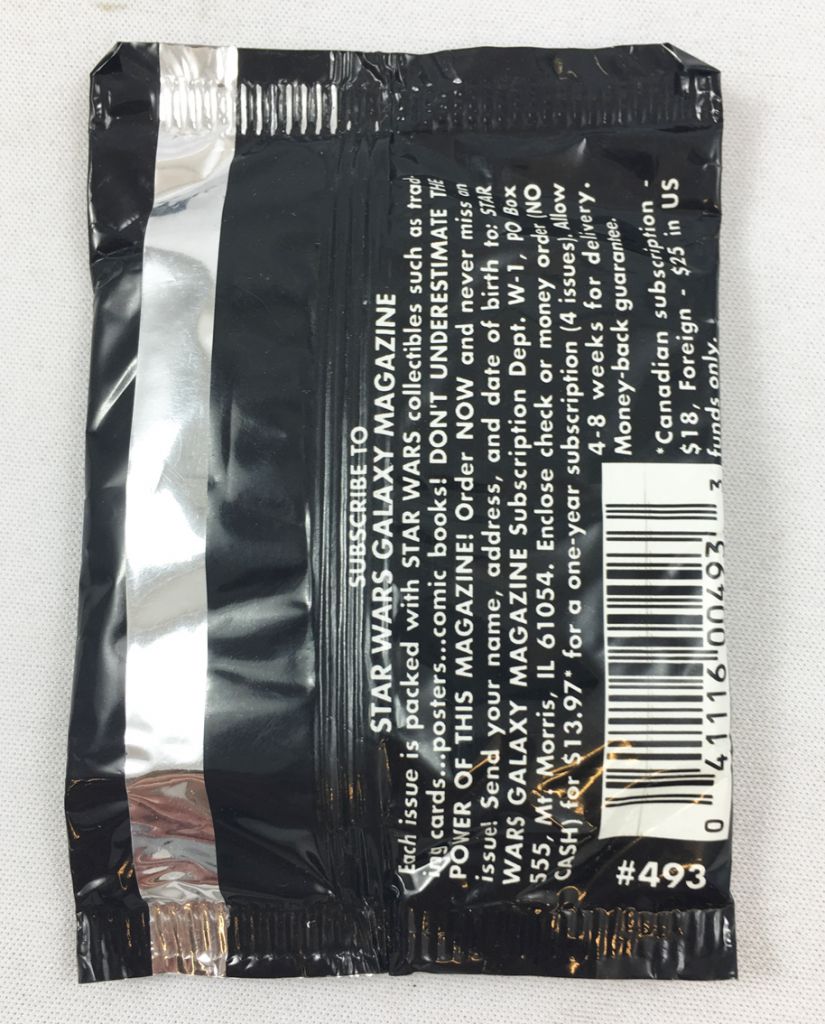 SUBSCRIBE TO
STAR WARS GALAXY MAGAZINE
Each issue is packed with STAR WARS collectibles such as trad-
ing cards...posters...comic books! DON'T UNDERESTIMATE THE
POWER OF THIS MAGAZINE! Order NOW and never miss an
issue! Send your name, address, and date of birth to: STAR
WARS GALAXY MAGAZINE Subscription Dept. W-1, PO Box
555, Mt. Morris, IL 61054. Enclose check or money order (NO
CASH) for $13.97* for a one-year subscription (4 issues). Allow
4-8 weeks for delivery.
Money-back guarantee.
*Canadian subscription -
$18, Foreign - $25 in US
funds only.
0 41116 00493 3
#493